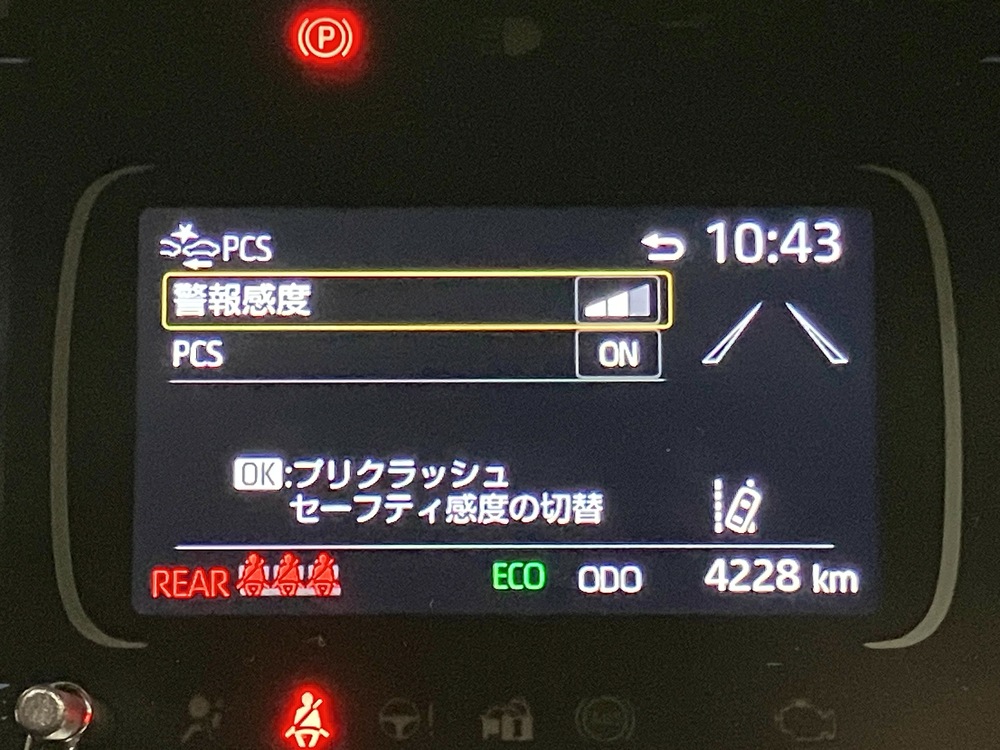 P
PCS 10:43
警報感度
PCS ON
OK:プリクラッシュ
セーフティ感度の切替
REAR ECO ODO 4228 km